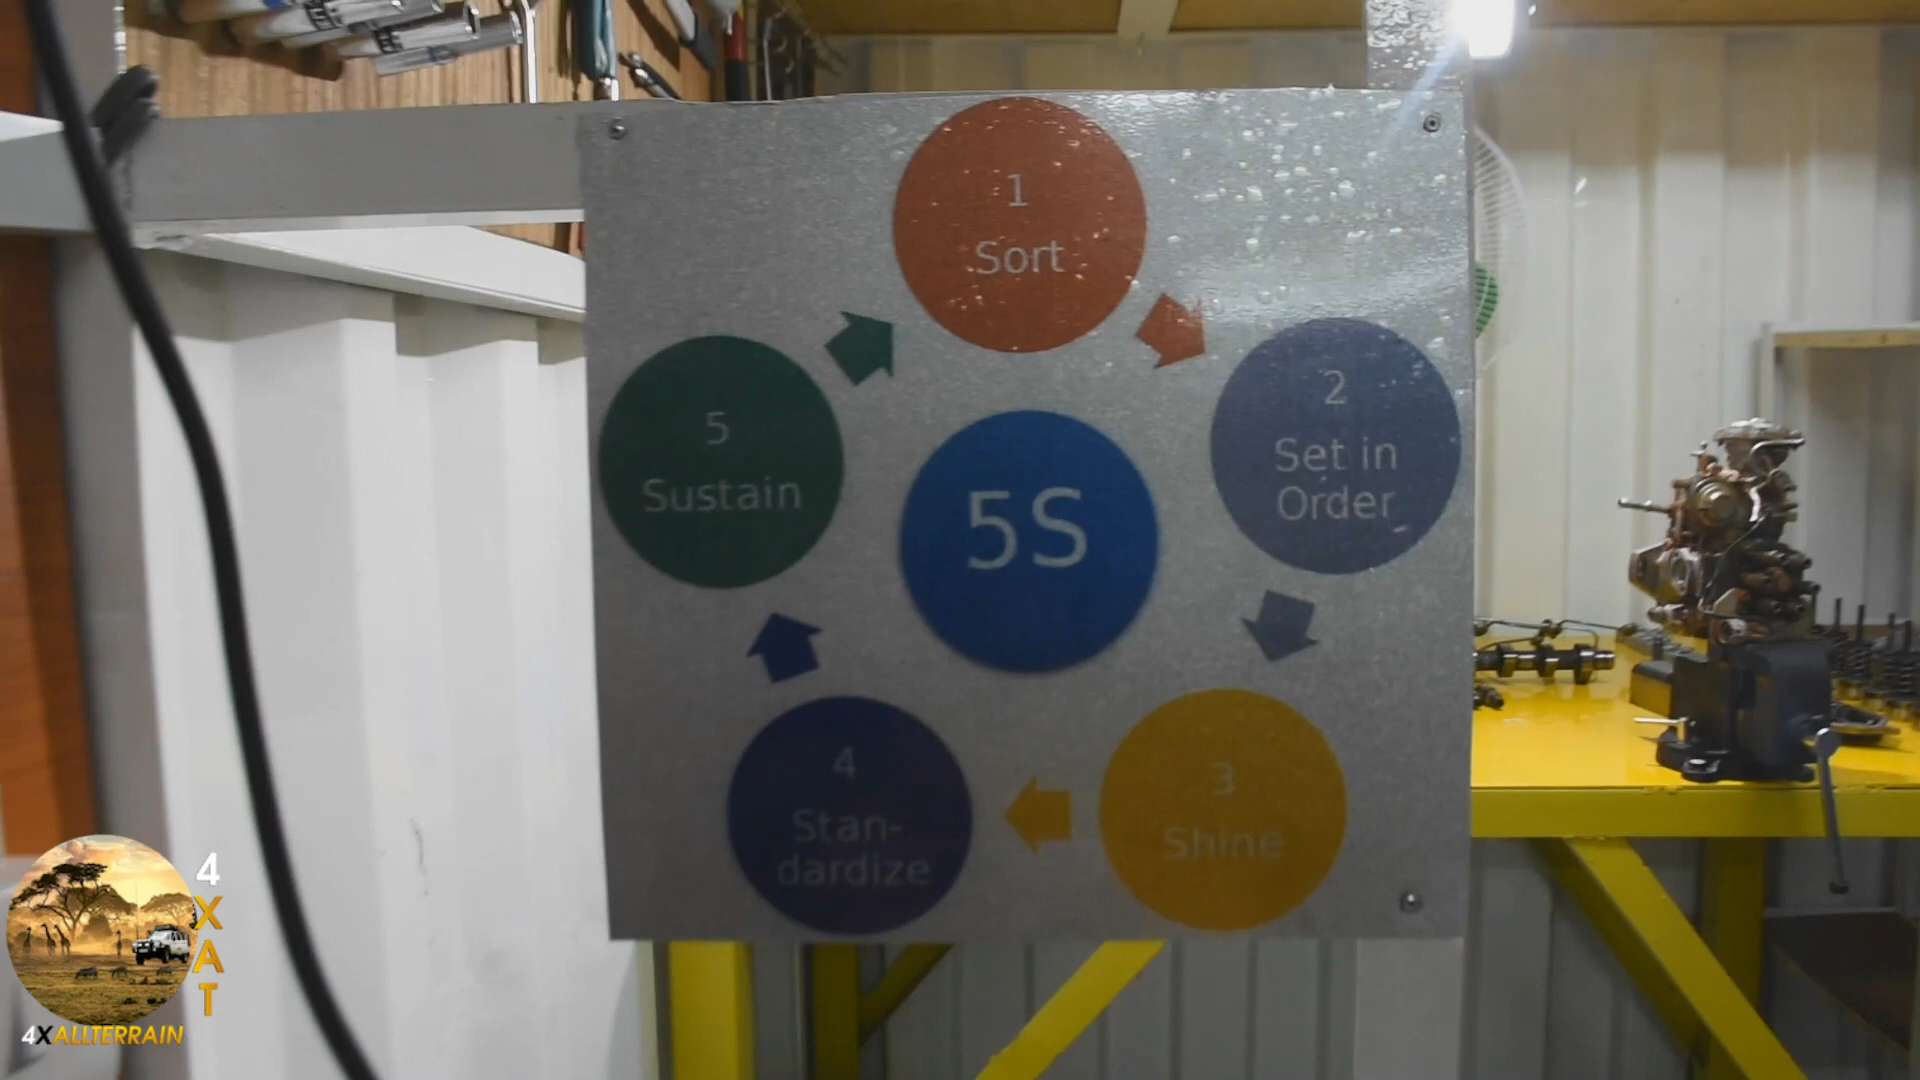 1
Sort
2
Set in
Order
3
Shine
4
Stan-
dardize
5
Sustain
5S
4
X
A
T
4XALLTERRAIN